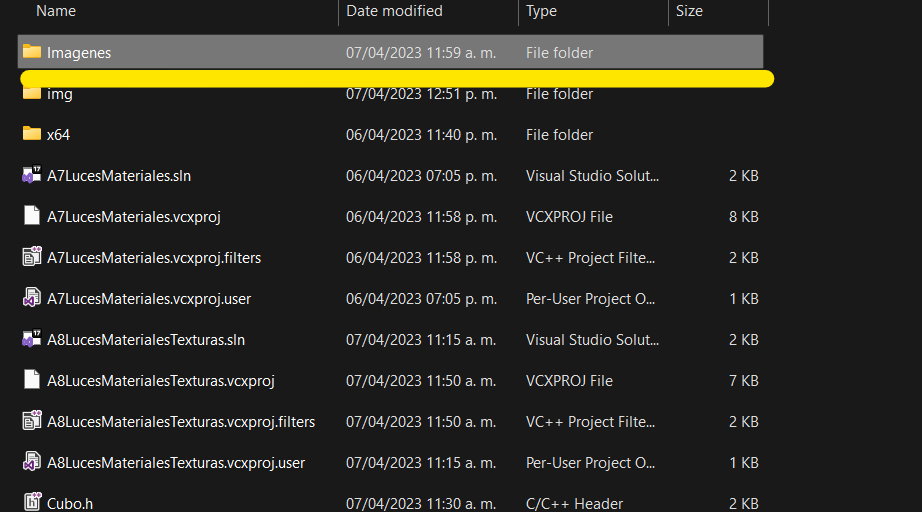 Name Date modified Type Size
Imagenes 07/04/2023 11:59 a. m. File folder
img 07/04/2023 12:51 p. m. File folder
x64 06/04/2023 11:40 p. m. File folder
A7LucesMateriales.sln 06/04/2023 07:05 p. m. Visual Studio Solut... 2 KB
A7LucesMateriales.vcxproj 06/04/2023 11:58 p. m. VCXPROJ File 8 KB
A7LucesMateriales.vcxproj.filters 06/04/2023 11:58 p. m. VC++ Project Filte... 2 KB
A7LucesMateriales.vcxproj.user 06/04/2023 07:05 p. m. Per-User Project O... 1 KB
A8LucesMaterialesTexturas.sln 07/04/2023 11:15 a. m. Visual Studio Solut... 2 KB
A8LucesMaterialesTexturas.vcxproj 07/04/2023 11:50 a. m. VCXPROJ File 7 KB
A8LucesMaterialesTexturas.vcxproj.filters 07/04/2023 11:50 a. m. VC++ Project Filte... 2 KB
A8LucesMaterialesTexturas.vcxproj.user 07/04/2023 11:15 a. m. Per-User Project O... 1 KB
Cubo.h 07/04/2023 11:30 a. m. C/C++ Header 2 KB